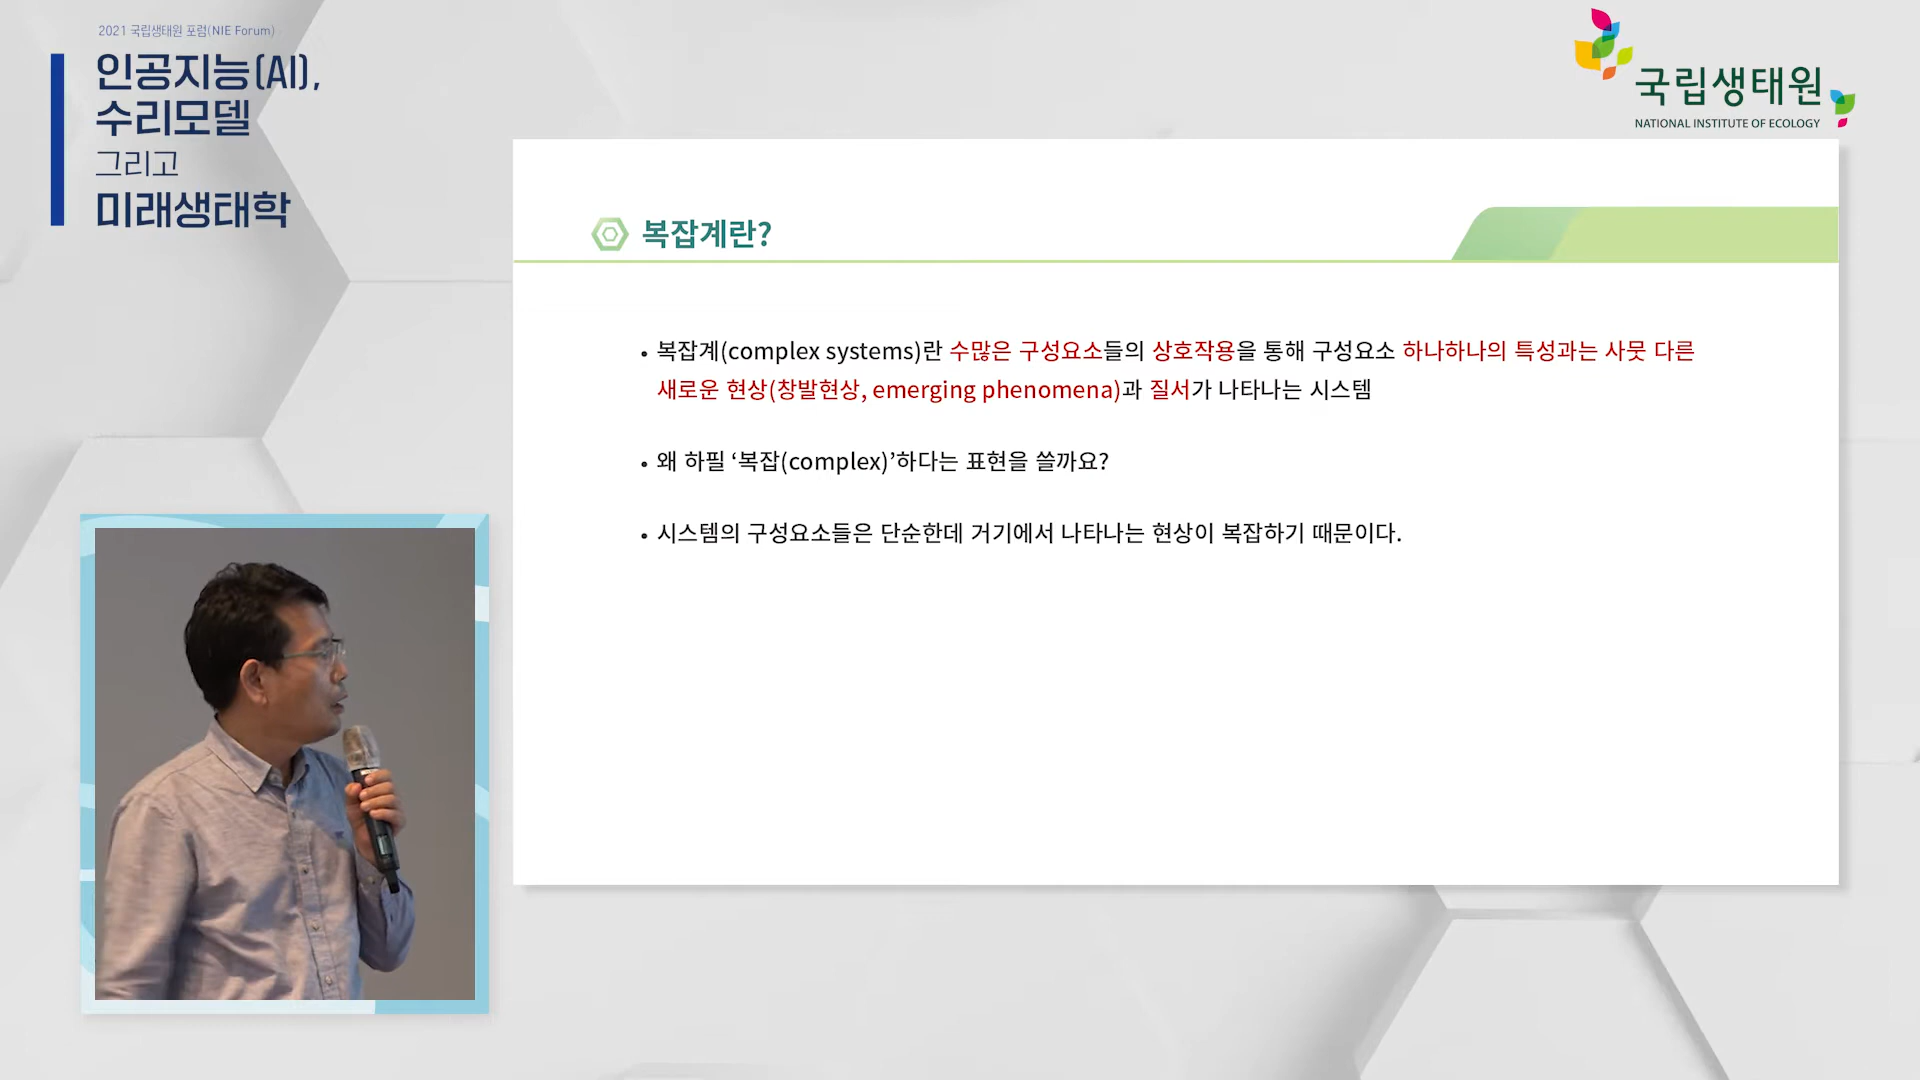 2021 국립생태원 포럼(NIE Forum)
인공지능(AI),
수리모델
그리고
미래생태학
국립생태원
NATIONAL INSTITUTE OF ECOLOGY
복잡계란?
• 복잡계(complex systems)란 수많은 구성요소들의 상호작용을 통해 구성요소 하나하나의 특성과는 사뭇 다른
새로운 현상(창발현상, emerging phenomena)과 질서가 나타나는 시스템
• 왜 하필 ‘복잡(complex)’하다는 표현을 쓸까요?
• 시스템의 구성요소들은 단순한데 거기에서 나타나는 현상이 복잡하기 때문이다.